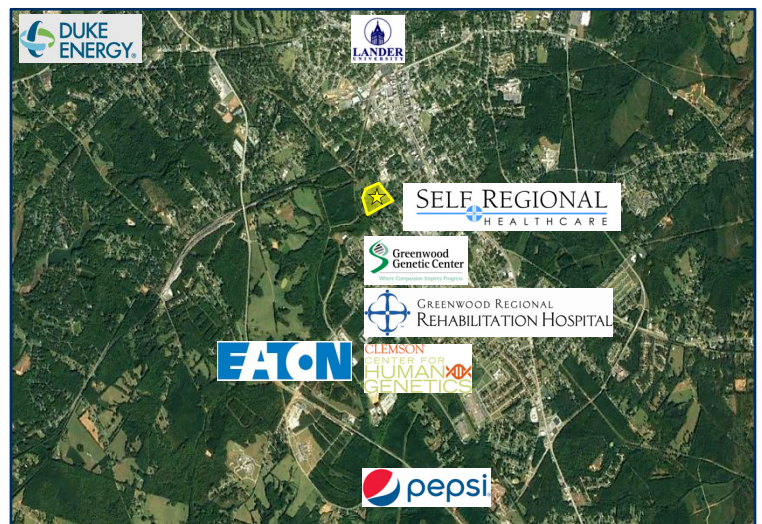 DUKE
ENERGY®
LANDER
UNIVERSITY
SELF REGIONAL
HEALTHCARE
Greenwood
Genetic Center
Where Compassion Inspires Progress
GREENWOOD REGIONAL
REHABILITATION HOSPITAL
EATON
CLEMSON
CENTER FOR
HUMAN
GENETICS
pepsi